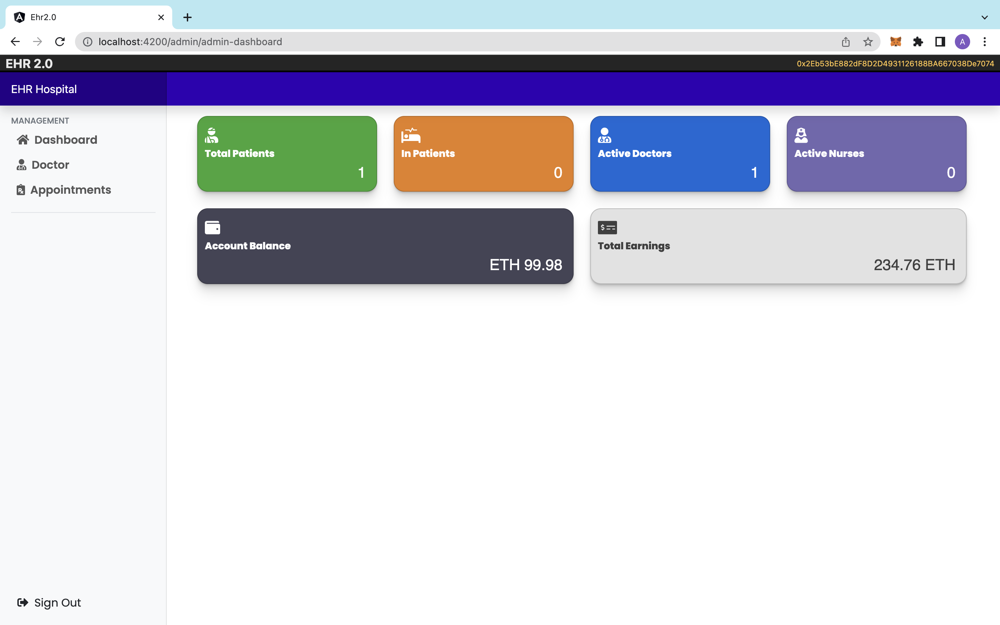 Ehr2.0
localhost:4200/admin/admin-dashboard
A
EHR 2.0
0x2Eb53bE882dF8D2D4931126188BA667038De7074
EHR Hospital
MANAGEMENT
Dashboard
Doctor
Appointments
Total Patients
1
In Patients
0
Active Doctors
1
Active Nurses
0
Account Balance
ETH 99.98
Total Earnings
234.76 ETH
Sign Out